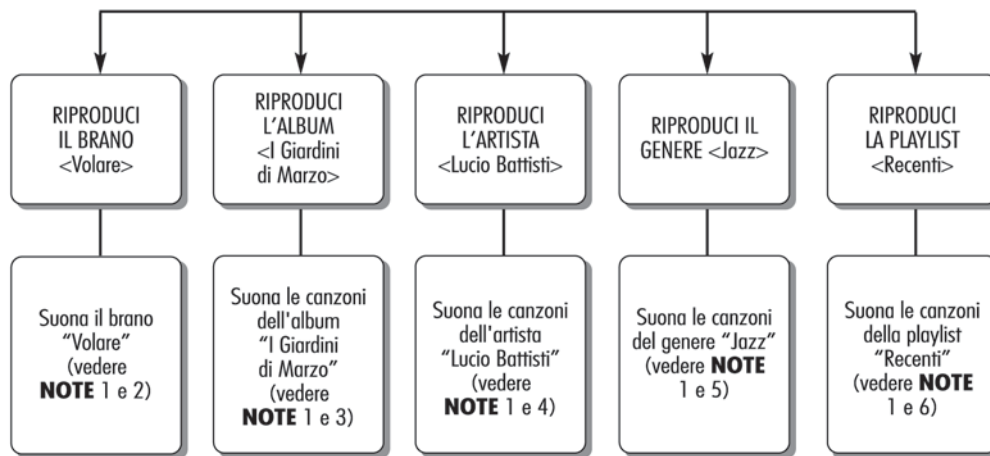 RIPRODUCI
IL BRANO
<Volare>
RIPRODUCI
L'ALBUM
<I Giardini
di Marzo>
RIPRODUCI
L'ARTISTA
<Lucio Battisti>
RIPRODUCI IL
GENERE <Jazz>
RIPRODUCI
LA PLAYLIST
<Recenti>
Suona il brano
“Volare”
(vedere
NOTE 1 e 2)
Suona le canzoni
dell'album
“I Giardini
di Marzo”
(vedere
NOTE 1 e 3)
Suona le canzoni
dell'artista
“Lucio Battisti”
(vedere
NOTE 1 e 4)
Suona le canzoni
del genere “Jazz”
(vedere NOTE
1 e 5)
Suona le canzoni
della playlist
“Recenti”
(vedere NOTE
1 e 6)